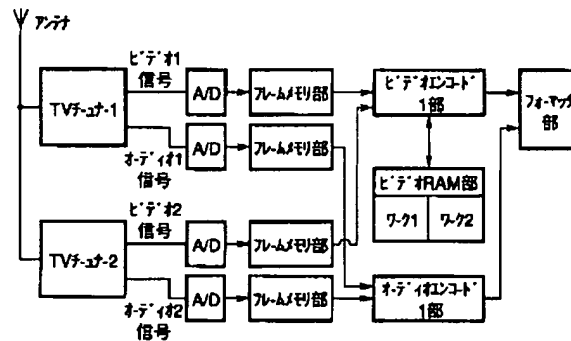 アンテナ
ビデオ1
信号
TVチューナ-1
A/D
フレームメモリ部
ビデオエンコード
1部
フォーマッタ
部
A/D
フレームメモリ部
オーディオ1
信号
ビデオRAM部
ワーク1
ワーク2
ビデオ2
信号
TVチューナ-2
A/D
フレームメモリ部
A/D
フレームメモリ部
オーディオエンコード
1部
オーディオ2
信号